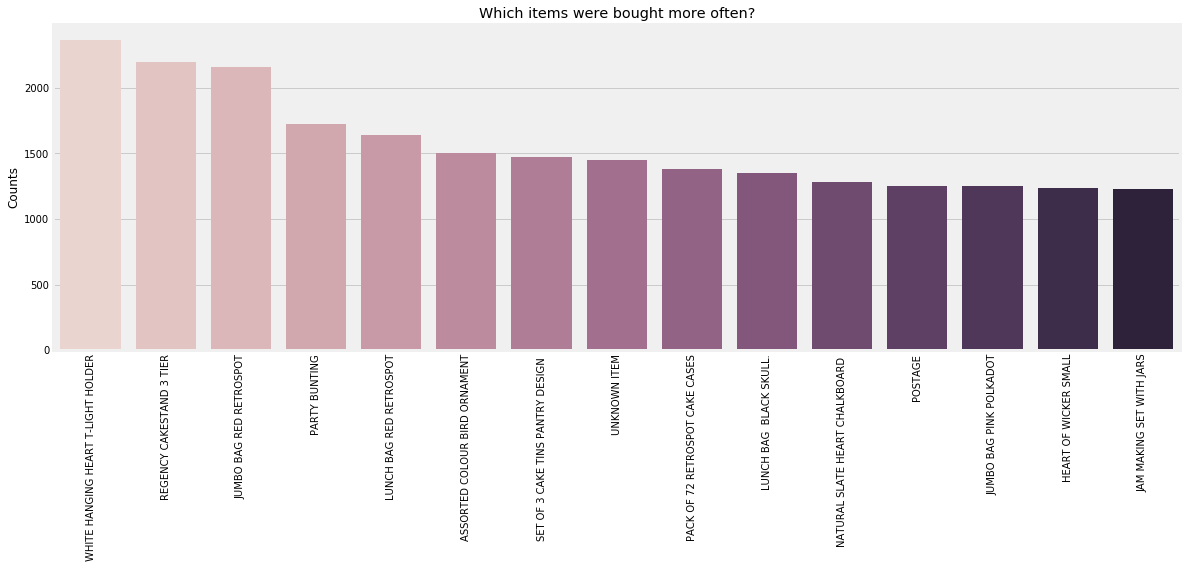 Which items were bought more often?
Counts
2000
1500
1000
500
0
WHITE HANGING HEART T-LIGHT HOLDER
REGENCY CAKESTAND 3 TIER
JUMBO BAG RED RETROSPOT
PARTY BUNTING
LUNCH BAG RED RETROSPOT
ASSORTED COLOUR BIRD ORNAMENT
SET OF 3 CAKE TINS PANTRY DESIGN
UNKNOWN ITEM
PACK OF 72 RETROSPOT CAKE CASES
LUNCH BAG  BLACK SKULL.
NATURAL SLATE HEART CHALKBOARD
POSTAGE
JUMBO BAG PINK POLKADOT
HEART OF WICKER SMALL
JAM MAKING SET WITH JARS